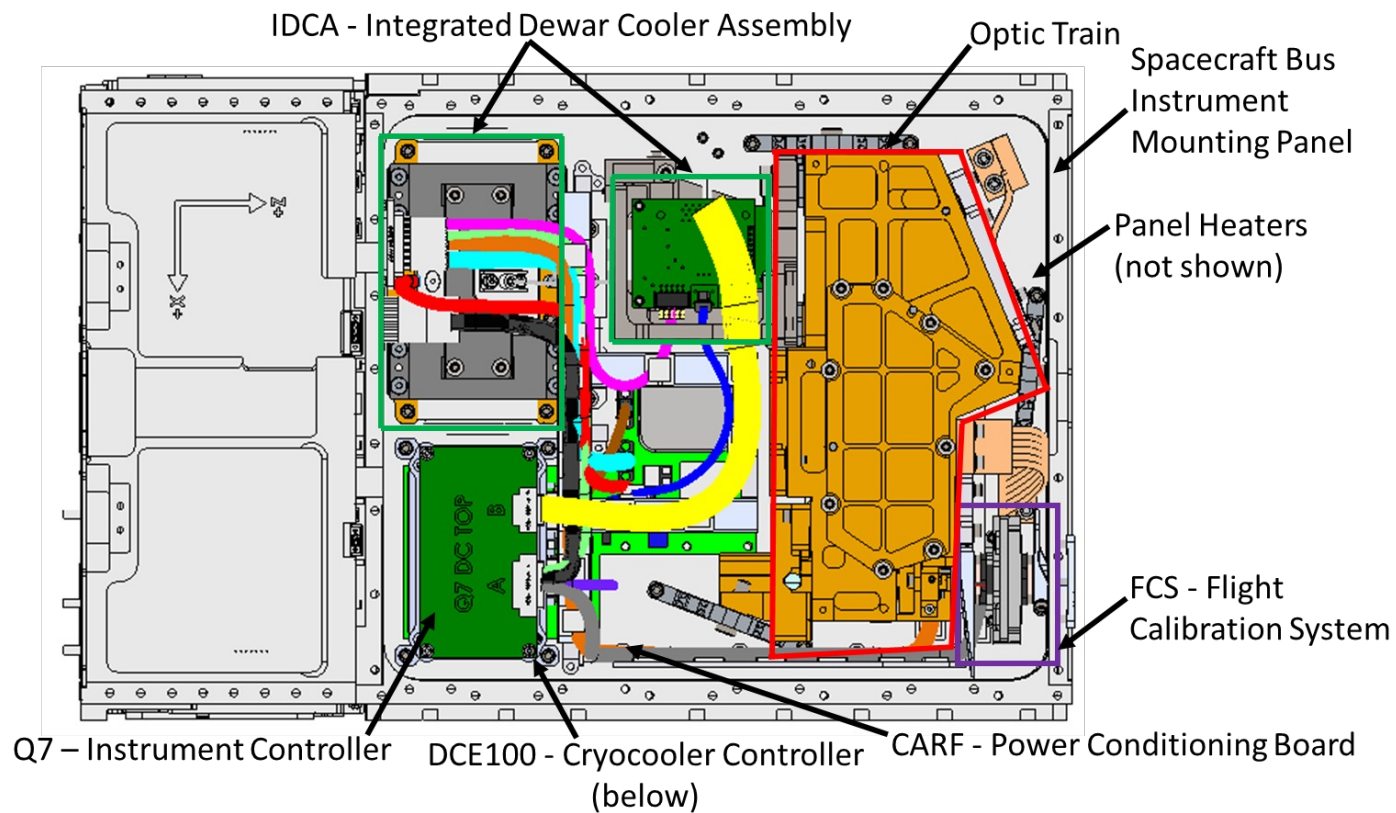 IDCA - Integrated Dewar Cooler Assembly
Optic Train
Spacecraft Bus
Instrument
Mounting Panel
Panel Heaters
(not shown)
+Z
+X
Q7 DC TOP
B
A
FCS - Flight
Calibration System
Q7 – Instrument Controller
DCE100 - Cryocooler Controller
(below)
CARF - Power Conditioning Board